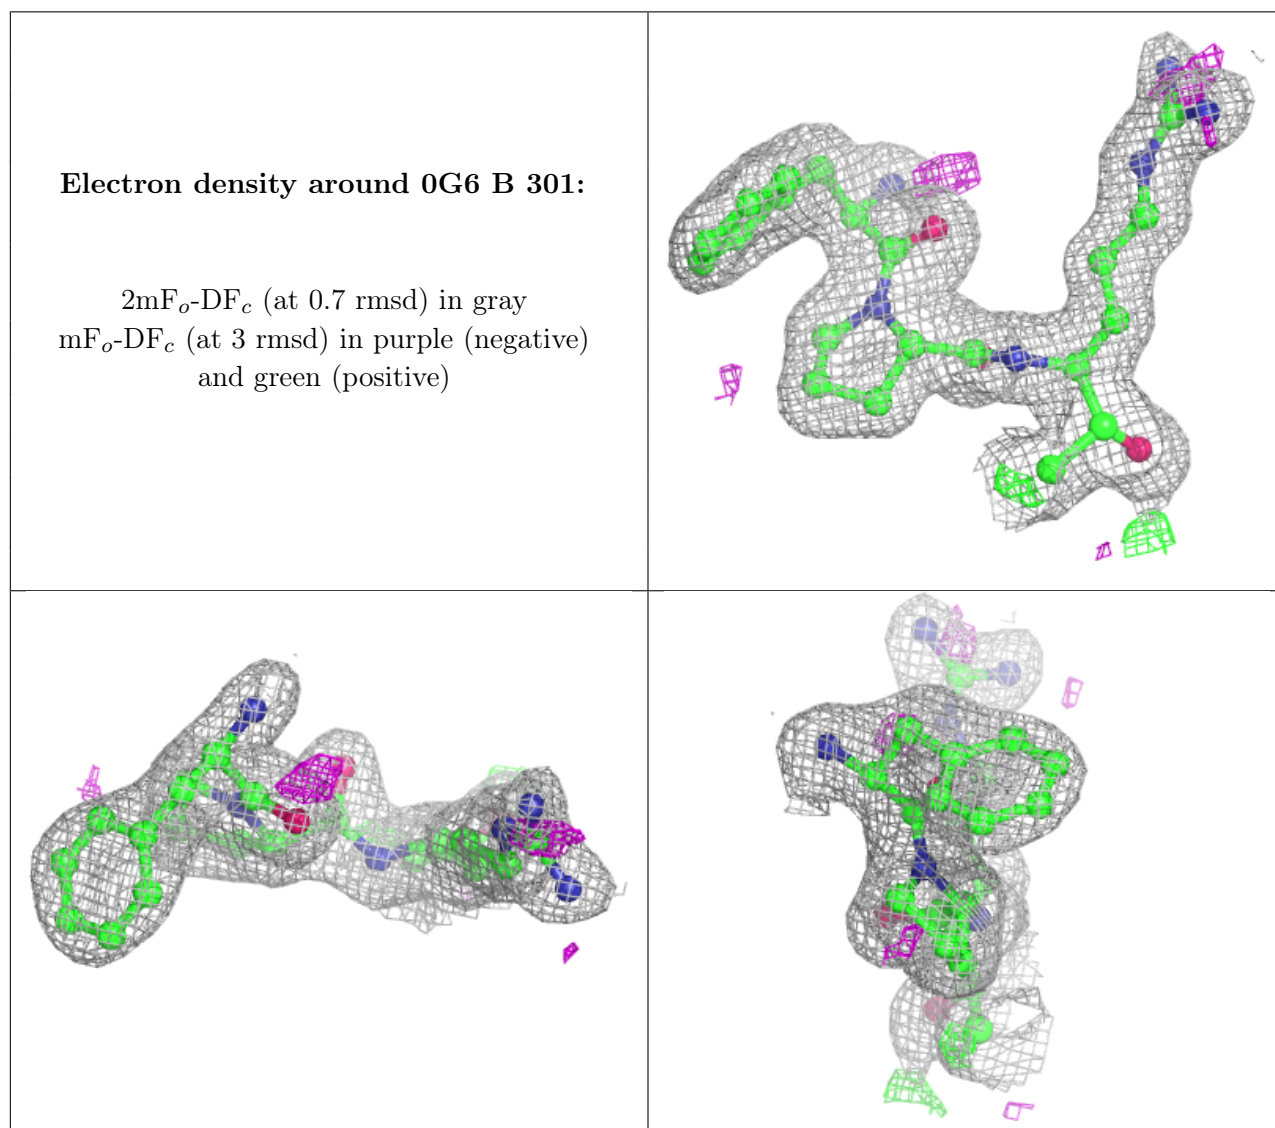 Electron density around 0G6 B 301:
2mFₒ-DF𝒸 (at 0.7 rmsd) in gray
mFₒ-DF𝒸 (at 3 rmsd) in purple (negative)
and green (positive)